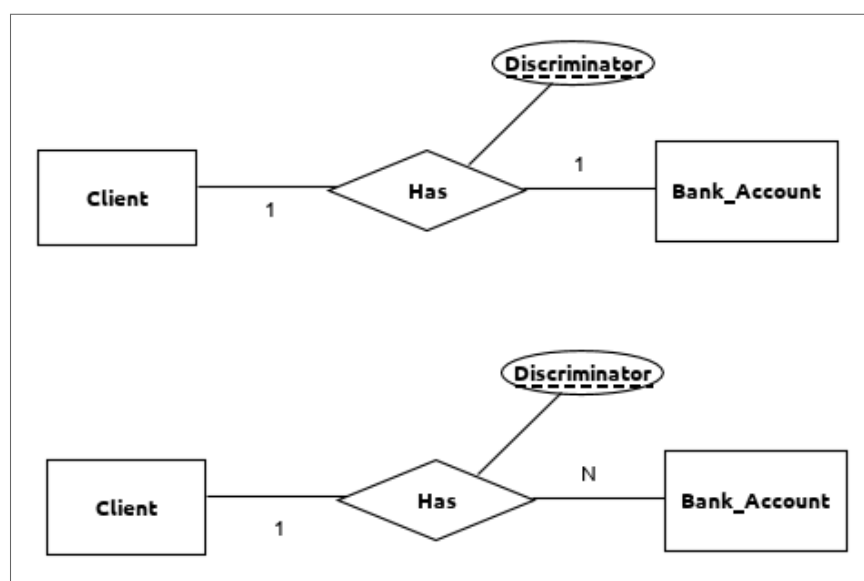 Discriminator
Client
1
Has
1
Bank_Account
Discriminator
Client
1
Has
N
Bank_Account